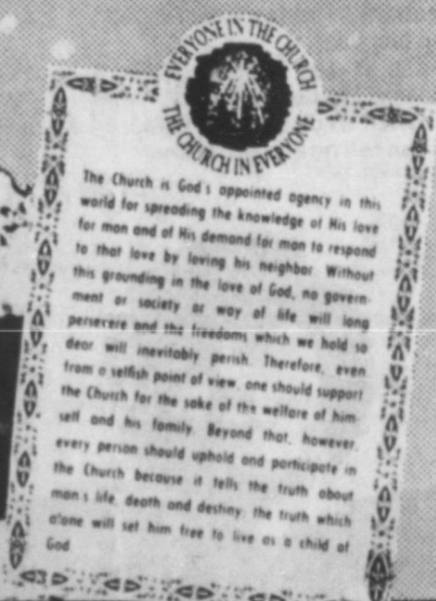 EVERYONE IN THE CHURCH
THE CHURCH IN EVERYONE
The Church is God's appointed agency in this
world for spreading the knowledge of His love
for man and of His demand for man to respond
to that love by loving his neighbor. Without
this grounding in the love of God, no govern-
ment or society or way of life will long
persevere and the freedoms which we hold so
dear will inevitably perish. Therefore, even
from a selfish point of view, one should support
the Church for the sake of the welfare of him-
self and his family. Beyond that, however,
every person should uphold and participate in
the Church because it tells the truth about
man's life, death and destiny; the truth which
alone will set him free to live as a child of
God.